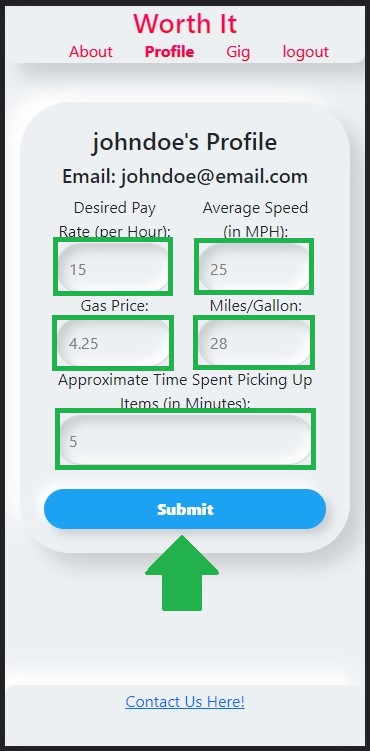 Worth It
About Profile Gig logout
johndoe's Profile
Email: johndoe@email.com
Desired Pay Average Speed
Rate (per Hour): (in MPH):
15 25
Gas Price: Miles/Gallon:
4.25 28
Approximate Time Spent Picking Up
Items (in Minutes):
5
Submit
Contact Us Here!